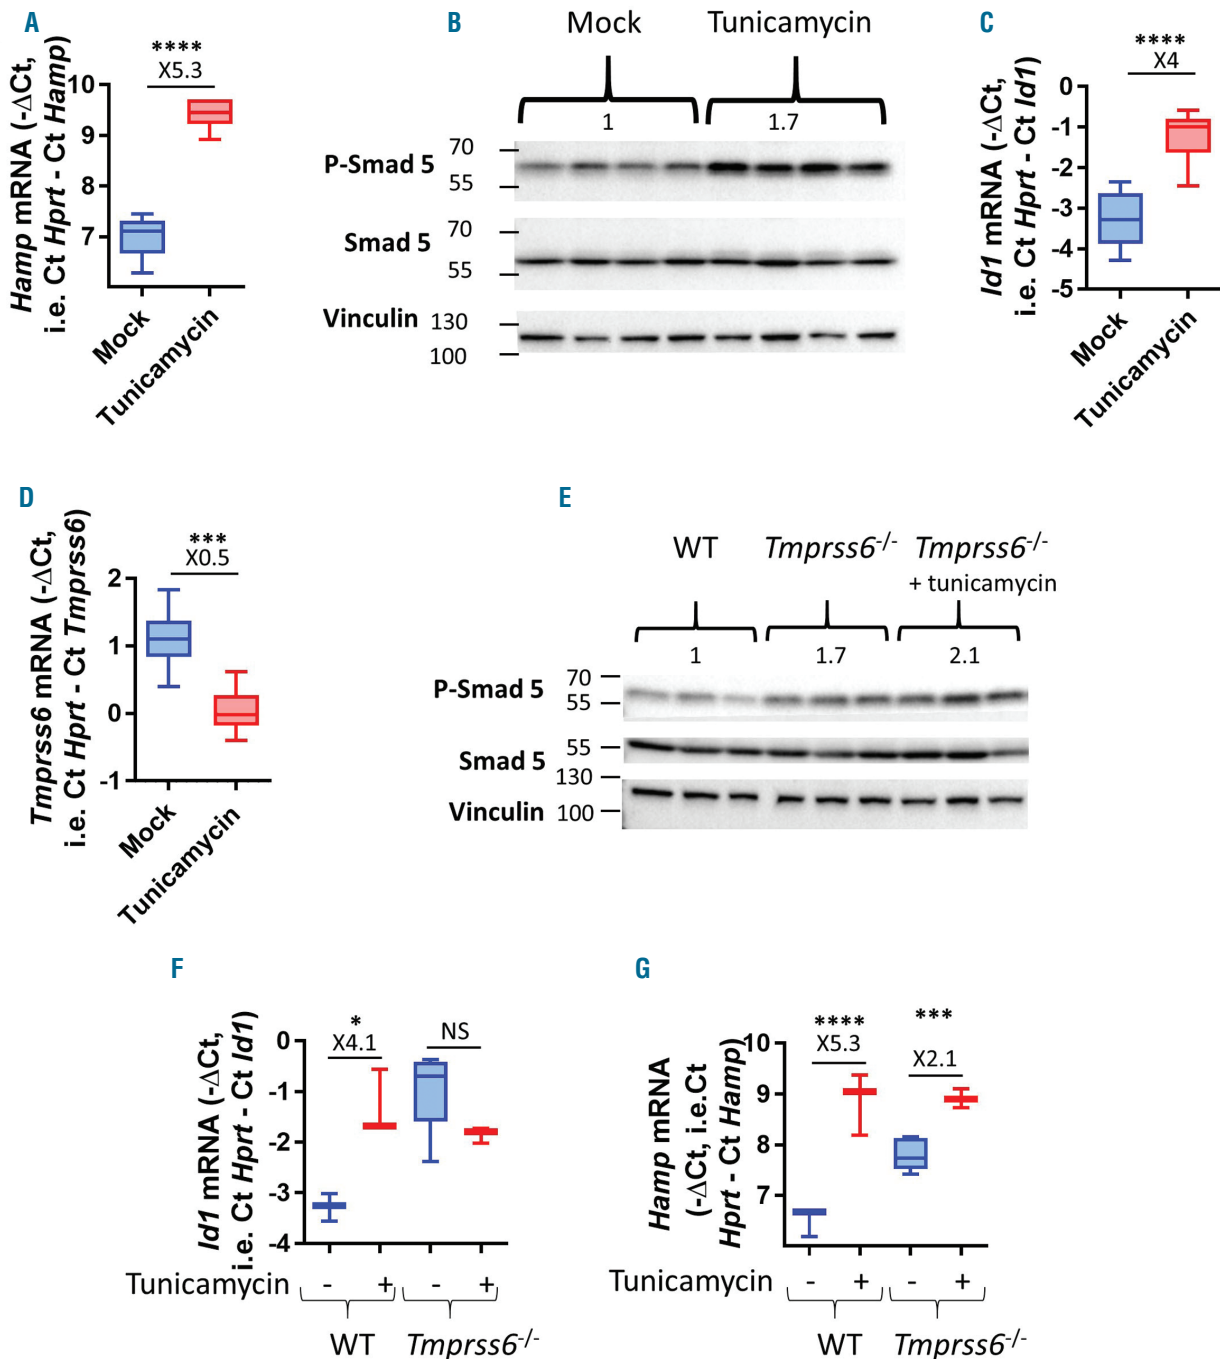 A
Hamp mRNA (-ΔCt,
i.e. Ct Hprt - Ct Hamp)
****
X5.3
10
9
8
7
Mock
Tunicamycin
B
Mock
Tunicamycin
1
1.7
P-Smad 5
70
55
Smad 5
70
55
Vinculin
130
100
C
Id1 mRNA (-ΔCt,
i.e. Ct Hprt - Ct Id1)
****
X4
0
-1
-2
-3
-4
-5
Mock
Tunicamycin
D
Tmprss6 mRNA (-ΔCt,
i.e. Ct Hprt - Ct Tmprss6)
***
X0.5
2
1
0
-1
Mock
Tunicamycin
E
WT
Tmprss6-/-
Tmprss6-/-
+ tunicamycin
1
1.7
2.1
P-Smad 5
70
55
Smad 5
55
Vinculin
130
100
F
Id1 mRNA (-ΔCt,
i.e. Ct Hprt - Ct Id1)
*
X4.1
NS
0
-1
-2
-3
-4
Tunicamycin - + - +
WT
Tmprss6-/-
G
Hamp mRNA
(-ΔCt, i.e.Ct
Hprt - Ct Hamp)
****
X5.3
***
X2.1
10
9
8
7
Tunicamycin - + - +
WT
Tmprss6-/-